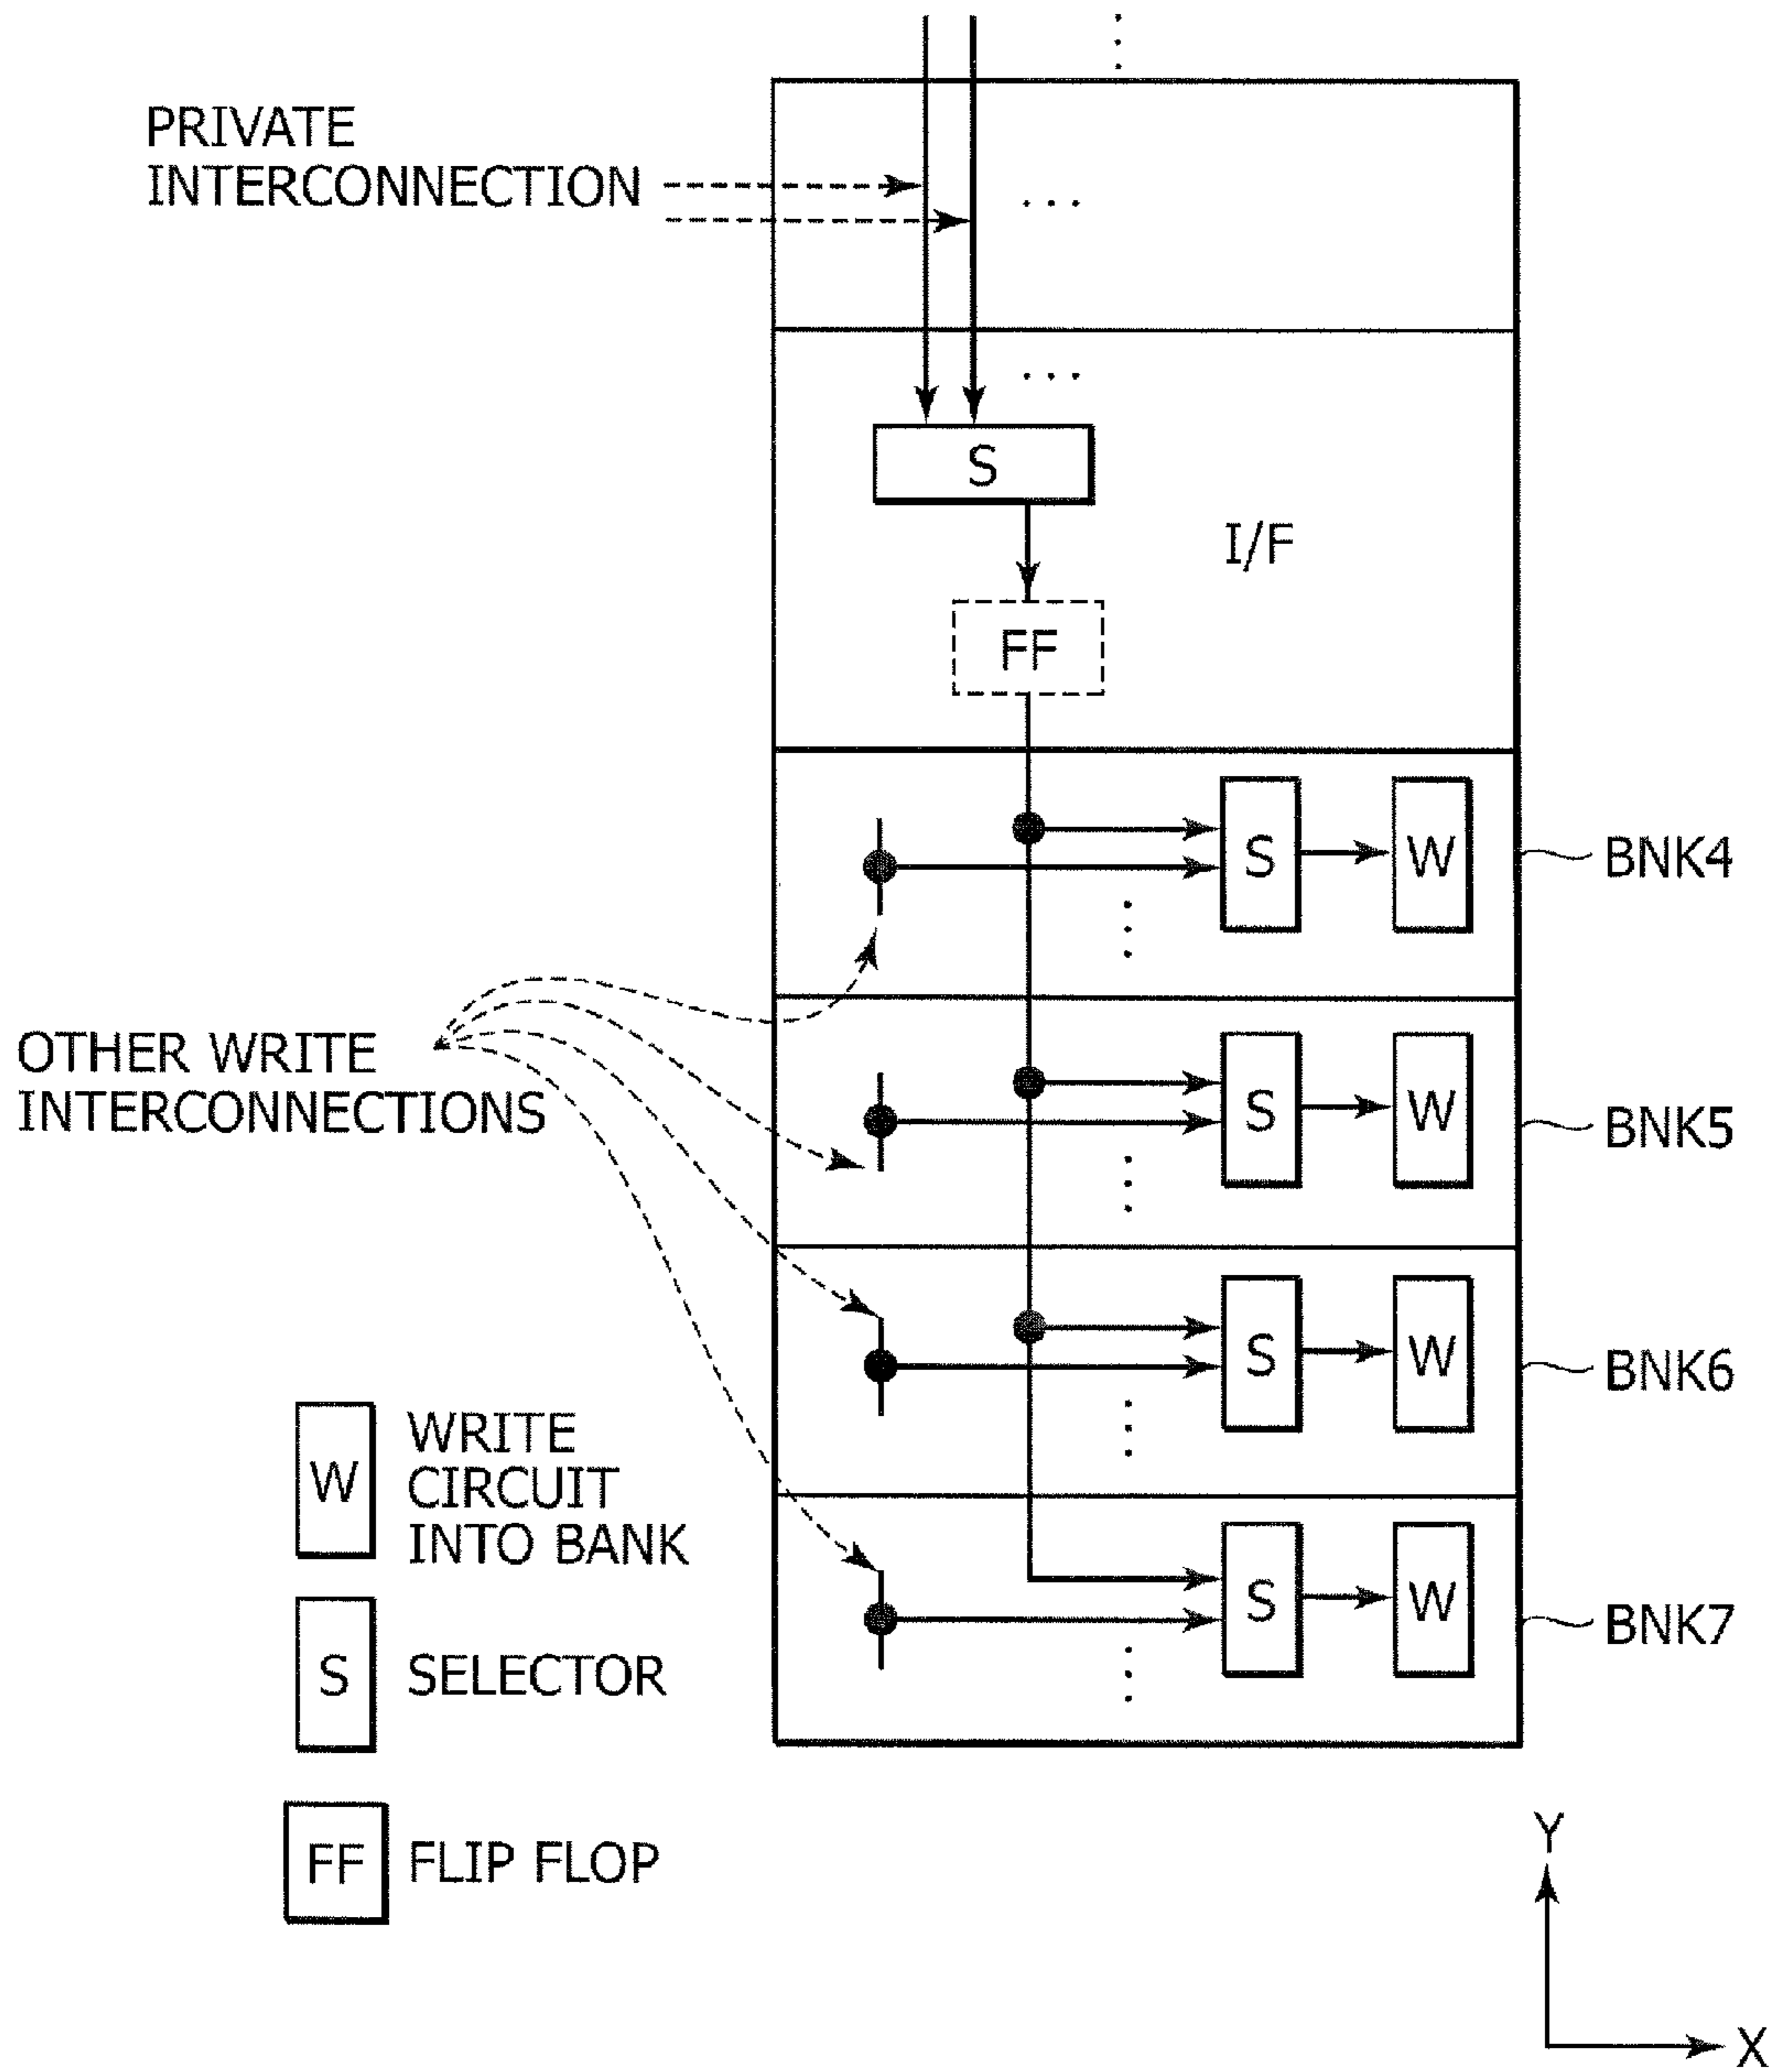 PRIVATE
INTERCONNECTION
S
I/F
FF
S W BNK4
OTHER WRITE
INTERCONNECTIONS
S W BNK5
S W BNK6
W WRITE
CIRCUIT
INTO BANK
S W BNK7
S SELECTOR
FF FLIP FLOP
Y
X